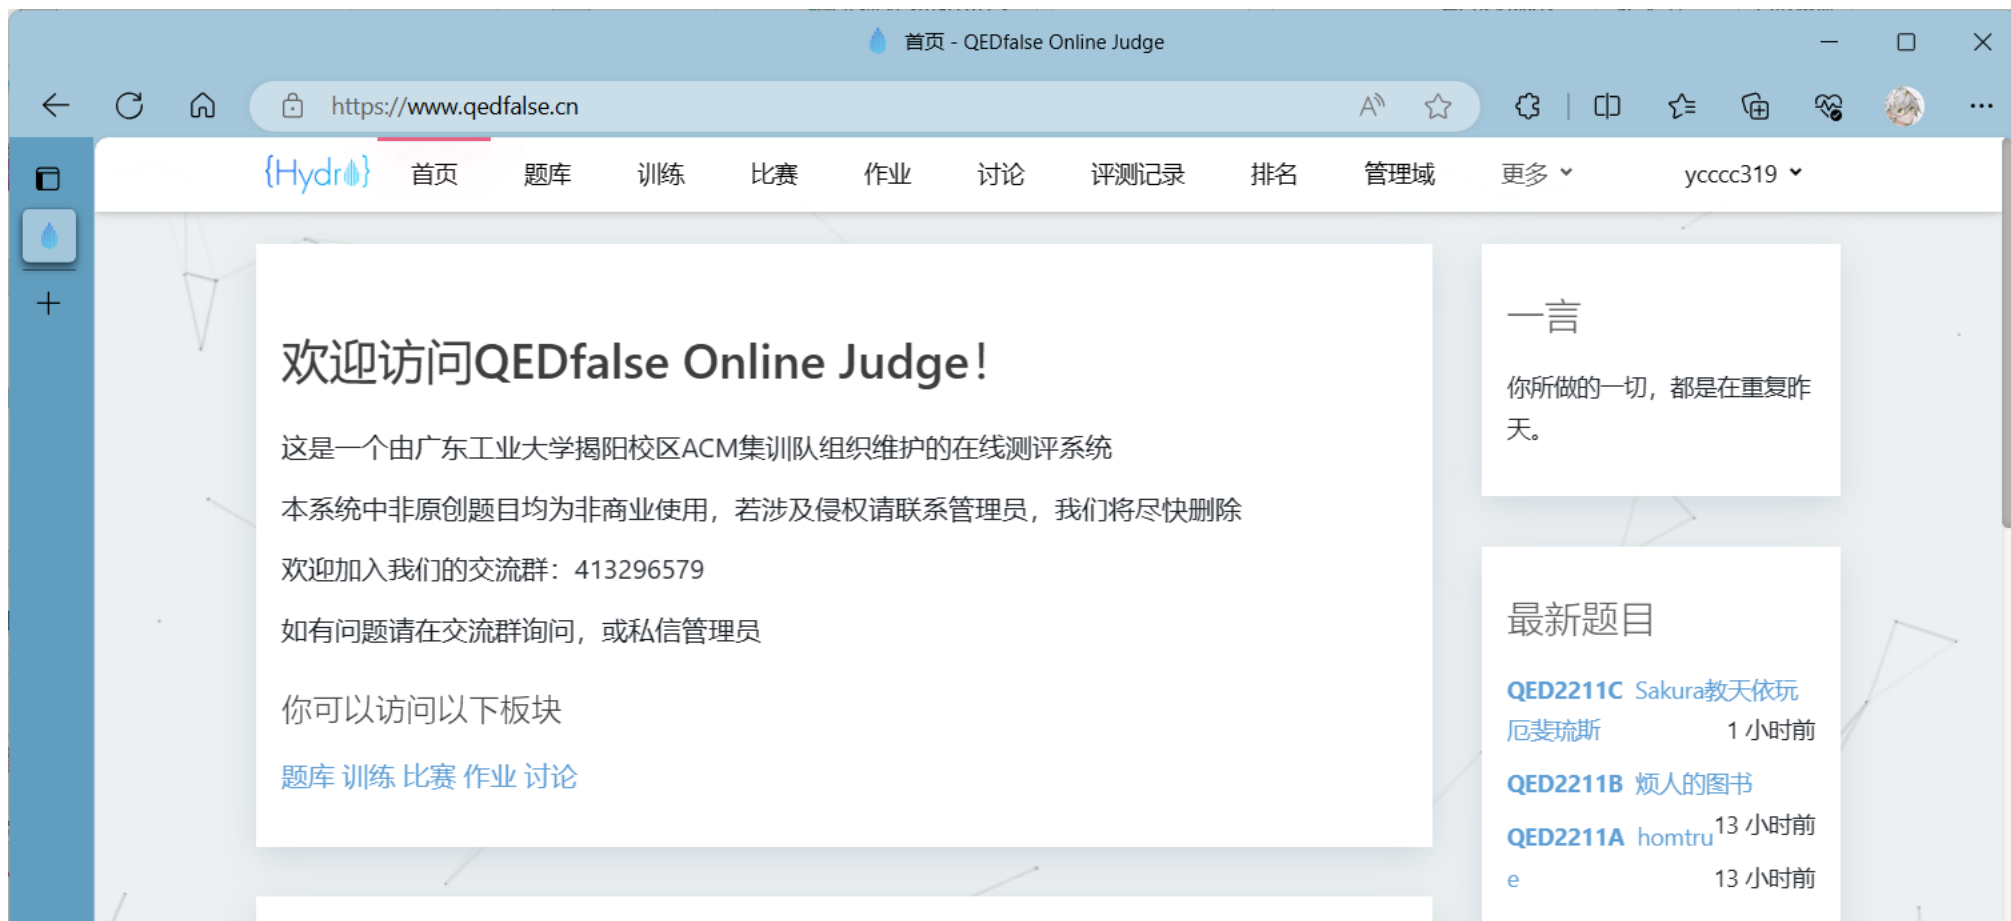 首页 - QEDfalse Online Judge
https://www.qedfalse.cn
{Hydro} 首页 题库 训练 比赛 作业 讨论 评测记录 排名 管理域 更多 ycccc319
欢迎访问QEDfalse Online Judge！
这是一个由广东工业大学揭阳校区ACM集训队组织维护的在线测评系统
本系统中非原创题目均为非商业使用，若涉及侵权请联系管理员，我们将尽快删除
欢迎加入我们的交流群：413296579
如有问题请在交流群询问，或私信管理员
你可以访问以下板块
题库 训练 比赛 作业 讨论
一言
你所做的一切，都是在重复昨
天。
最新题目
QED2211C Sakura教天依玩
厄斐琉斯 1 小时前
QED2211B 烦人的图书
13 小时前
QED2211A homtru
e 13 小时前